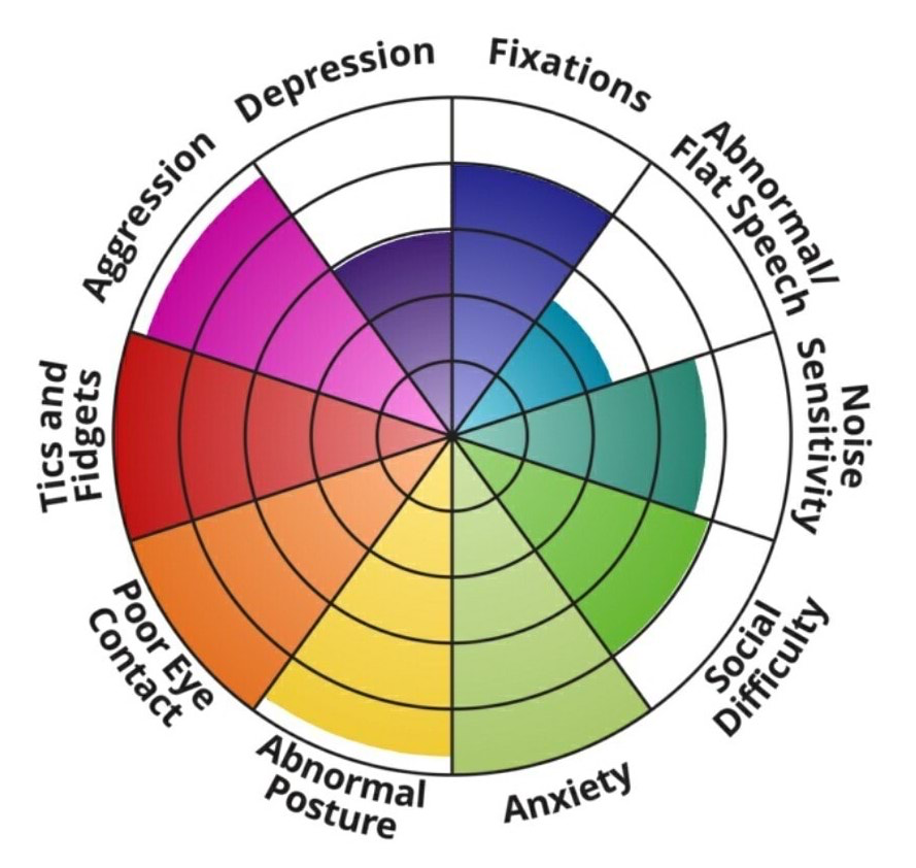 Depression
Fixations
Abnormal/
Flat Speech
Noise
Sensitivity
Social
Difficulty
Anxiety
Abnormal
Posture
Poor Eye
Contact
Tics and
Fidgets
Aggression